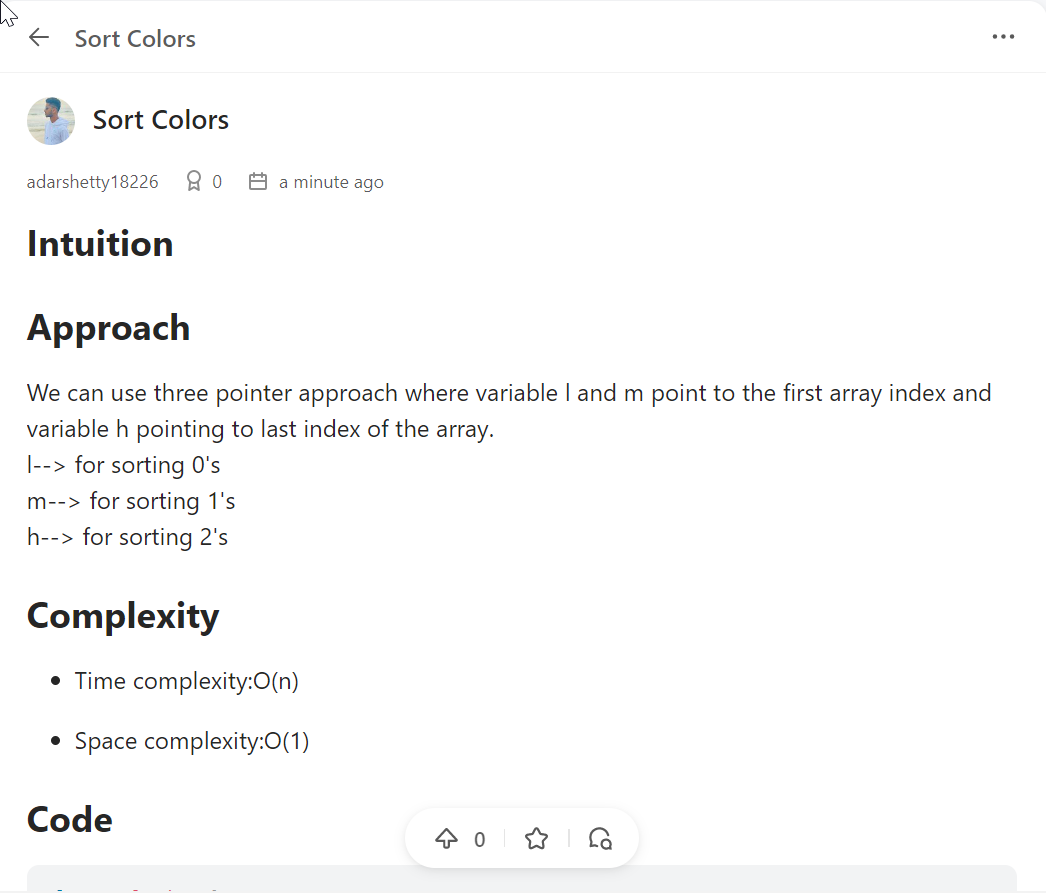 Sort Colors
Sort Colors
adarshetty18226 0 a minute ago
Intuition
Approach
We can use three pointer approach where variable l and m point to the first array index and
variable h pointing to last index of the array.
l--> for sorting 0's
m--> for sorting 1's
h--> for sorting 2's
Complexity
Time complexity:O(n)
Space complexity:O(1)
Code
0